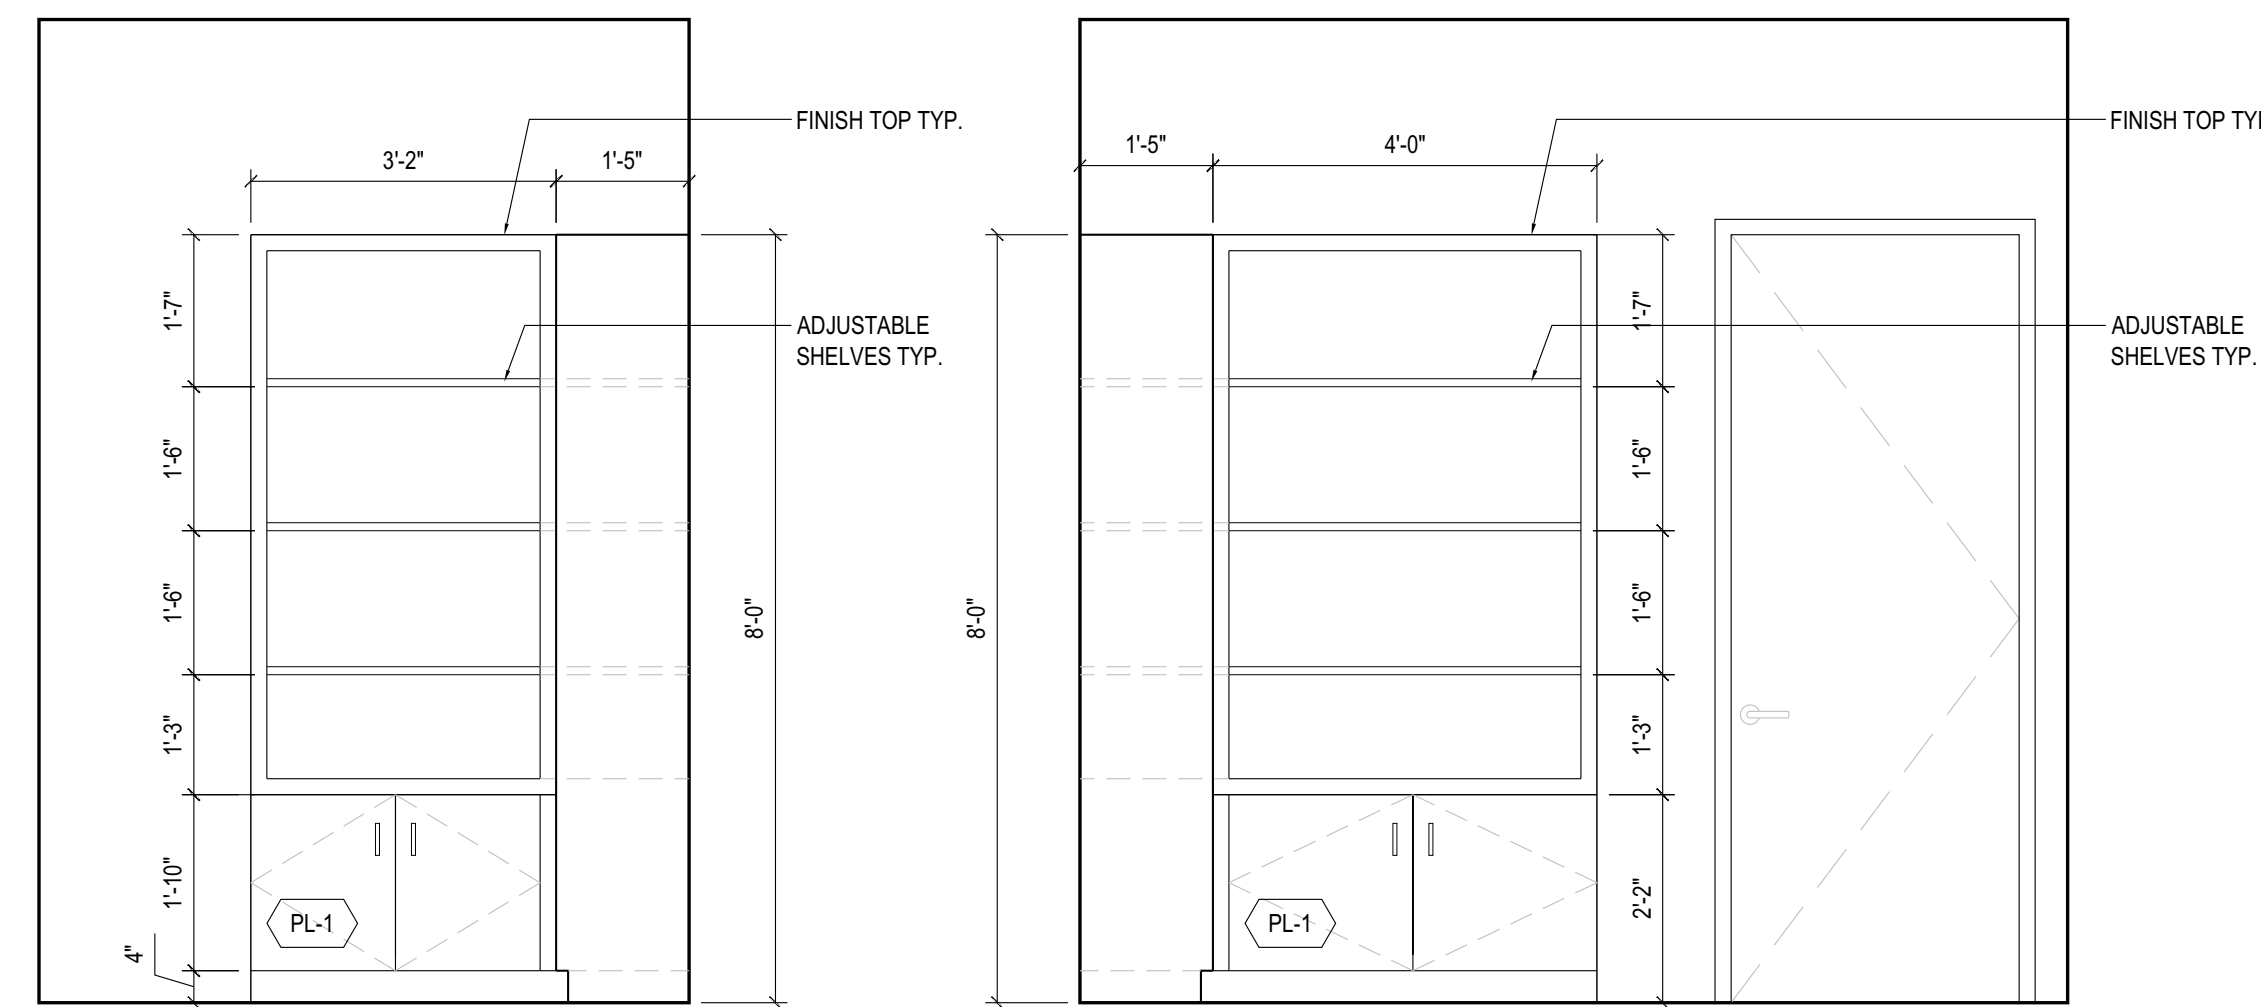 FINISH TOP TYP.
3'-2"
1'-5"
1'-7"
ADJUSTABLE
SHELVES TYP.
1'-6"
1'-6"
8'-0"
1'-3"
1'-10"
PL-1
4"
FINISH TOP TYP
1'-5"
4'-0"
1'-7"
ADJUSTABLE
SHELVES TYP.
1'-6"
8'-0"
1'-6"
1'-3"
2'-2"
PL-1